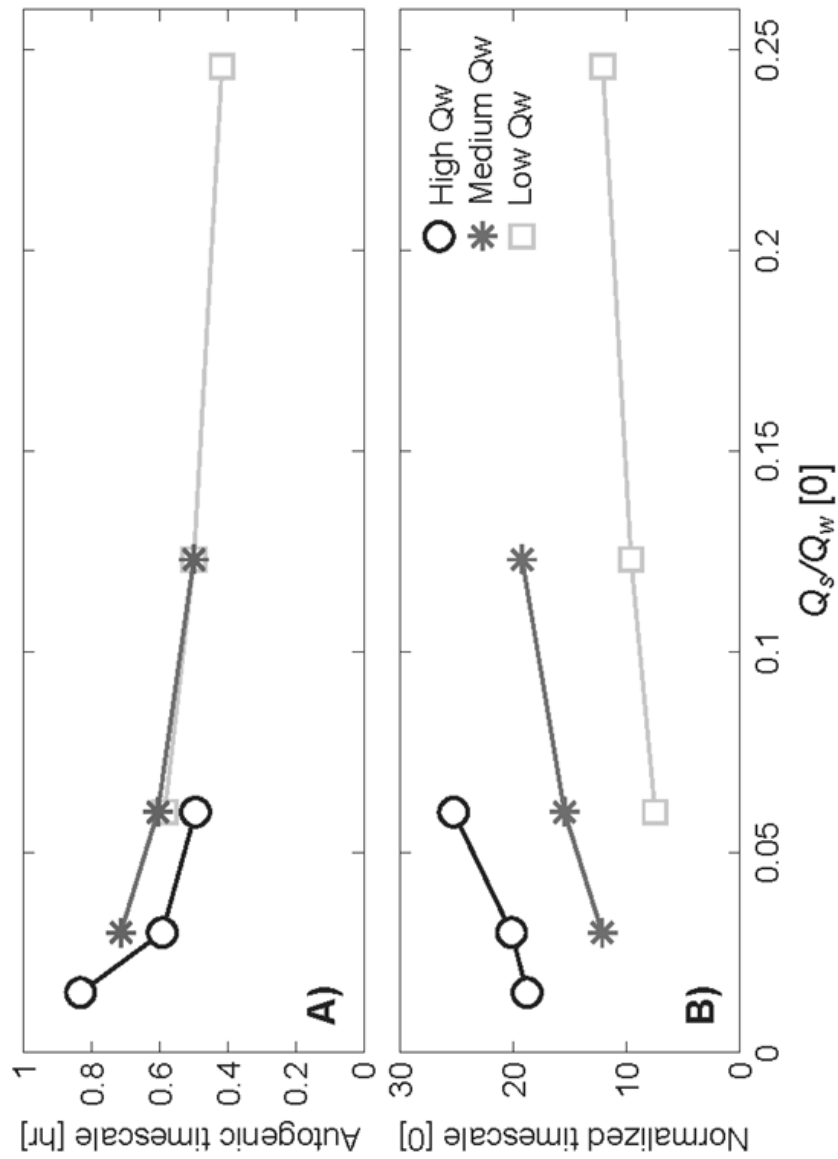 A)
Autogenic timescale [hr]
1
0.8
0.6
0.4
0.2
0
B)
Normalized timescale [0]
30
20
10
0
High Qw
Medium Qw
Low Qw
0
0.05
0.1
0.15
0.2
0.25
Qs/Qw [0]